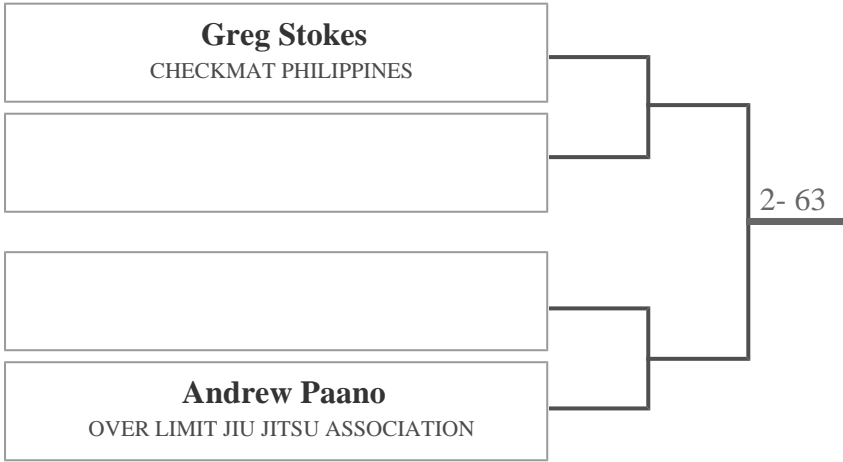 Greg Stokes
CHECKMAT PHILIPPINES
2- 63
Andrew Paano
OVER LIMIT JIU JITSU ASSOCIATION